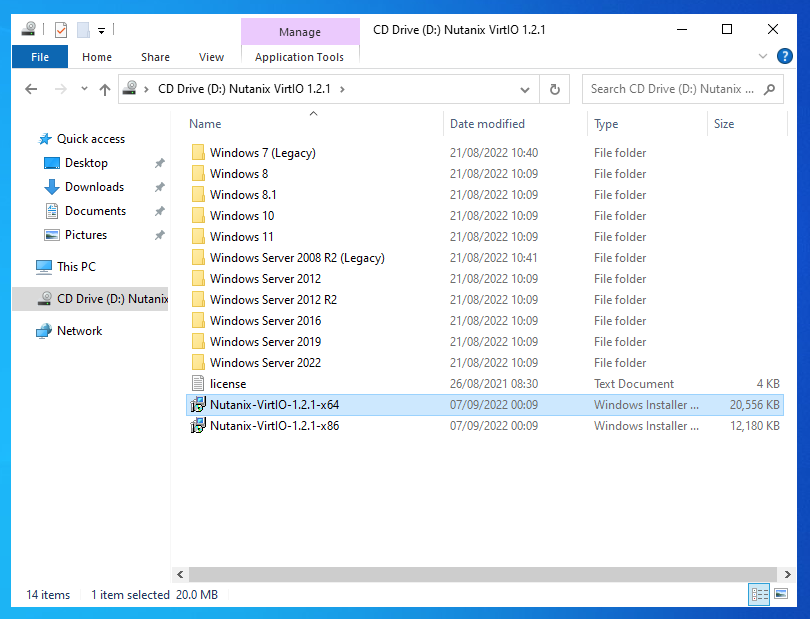 Manage
CD Drive (D:) Nutanix VirtIO 1.2.1
File Home Share View Application Tools
?
CD Drive (D:) Nutanix VirtIO 1.2.1
Search CD Drive (D:) Nutanix ...
Name Date modified Type Size
Quick access
Desktop
Downloads
Documents
Pictures
This PC
CD Drive (D:) Nutanix
Network
Windows 7 (Legacy) 21/08/2022 10:40 File folder
Windows 8 21/08/2022 10:09 File folder
Windows 8.1 21/08/2022 10:09 File folder
Windows 10 21/08/2022 10:09 File folder
Windows 11 21/08/2022 10:09 File folder
Windows Server 2008 R2 (Legacy) 21/08/2022 10:41 File folder
Windows Server 2012 21/08/2022 10:09 File folder
Windows Server 2012 R2 21/08/2022 10:09 File folder
Windows Server 2016 21/08/2022 10:09 File folder
Windows Server 2019 21/08/2022 10:09 File folder
Windows Server 2022 21/08/2022 10:09 File folder
license 26/08/2021 08:30 Text Document 4 KB
Nutanix-VirtIO-1.2.1-x64 07/09/2022 00:09 Windows Installer ... 20,556 KB
Nutanix-VirtIO-1.2.1-x86 07/09/2022 00:09 Windows Installer ... 12,180 KB
14 items 1 item selected 20.0 MB